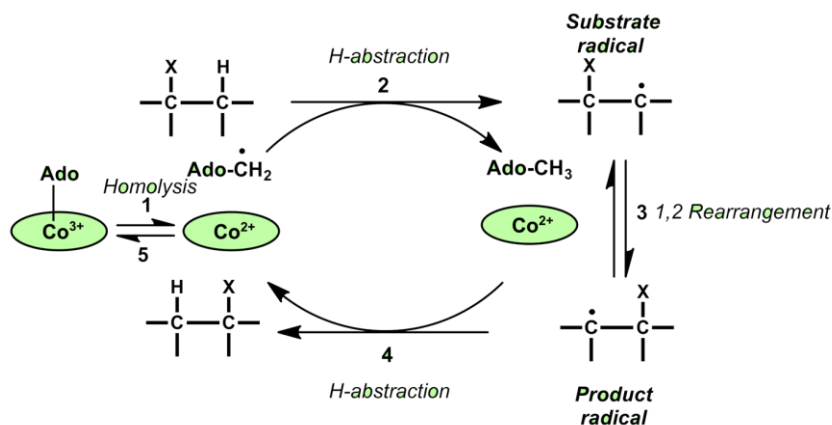 Substrate
radical
H-abstraction
2
X H
C C
X
C C
Ado-CH₂
Ado-CH₃
Ado
Homolysis
1
Co³⁺
Co²⁺
5
Co²⁺
3 1,2 Rearrangement
H X
C C
4
X
C C
H-abstraction
Product
radical